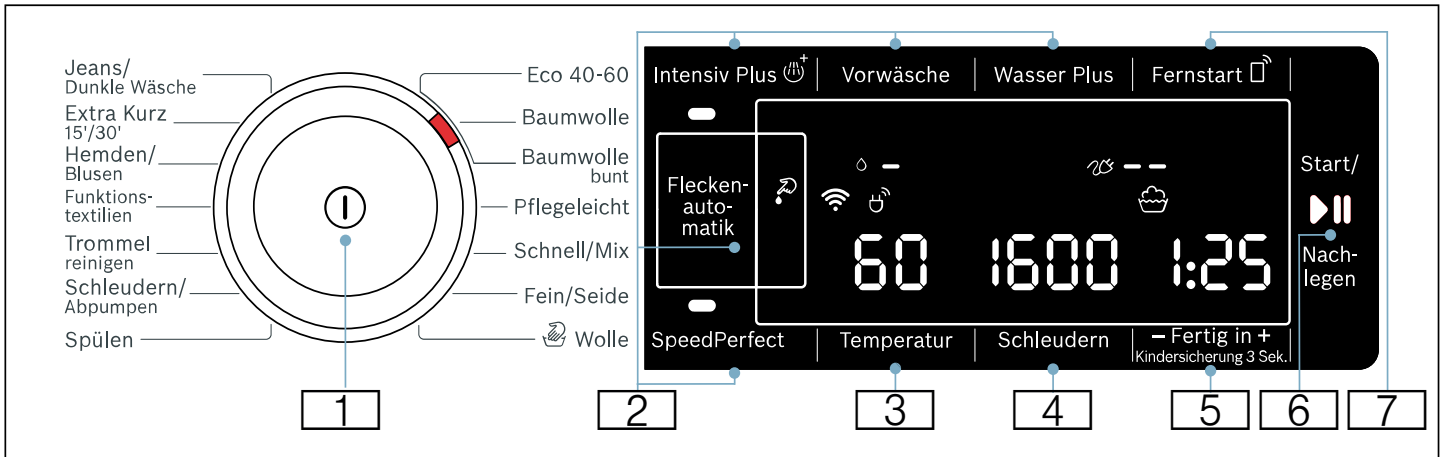 Jeans/
Dunkle Wäsche
Extra Kurz
15'/30'
Hemden/
Blusen
Funktions-
textilien
Trommel
reinigen
Schleudern/
Abpumpen
Spülen
Eco 40-60
Baumwolle
Baumwolle
bunt
Pflegeleicht
Schnell/Mix
Fein/Seide
Wolle
Intensiv Plus
Vorwäsche
Wasser Plus
Fernstart
Flecken-
auto-
matik
60
1600
1:25
Start/
Nach-
legen
SpeedPerfect
Temperatur
Schleudern
– Fertig in +
Kindersicherung 3 Sek.
1
2
3
4
5
6
7